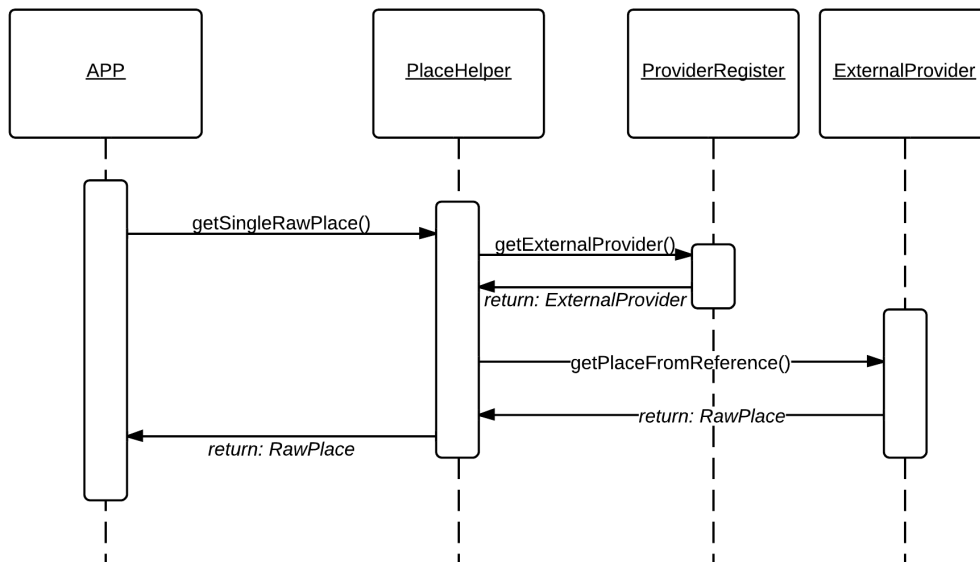 APP
PlaceHelper
ProviderRegister
ExternalProvider
getSingleRawPlace()
getExternalProvider()
return: ExternalProvider
getPlaceFromReference()
return: RawPlace
return: RawPlace